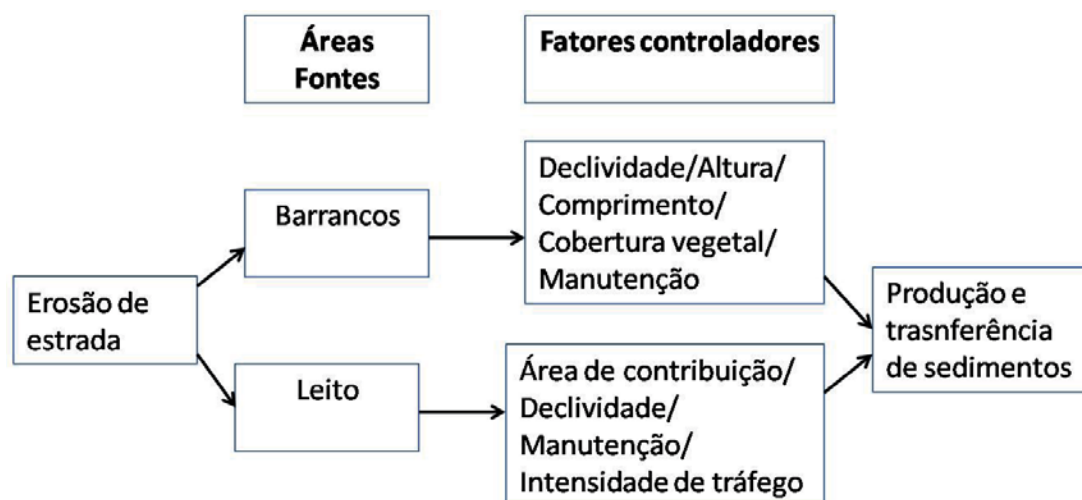 Áreas
Fontes
Fatores controladores
Barrancos
Declividade/Altura/
Comprimento/
Cobertura vegetal/
Manutenção
Erosão de
estrada
Produção e
trasnferência
de sedimentos
Leito
Área de contribuição/
Declividade/
Manutenção/
Intensidade de tráfego